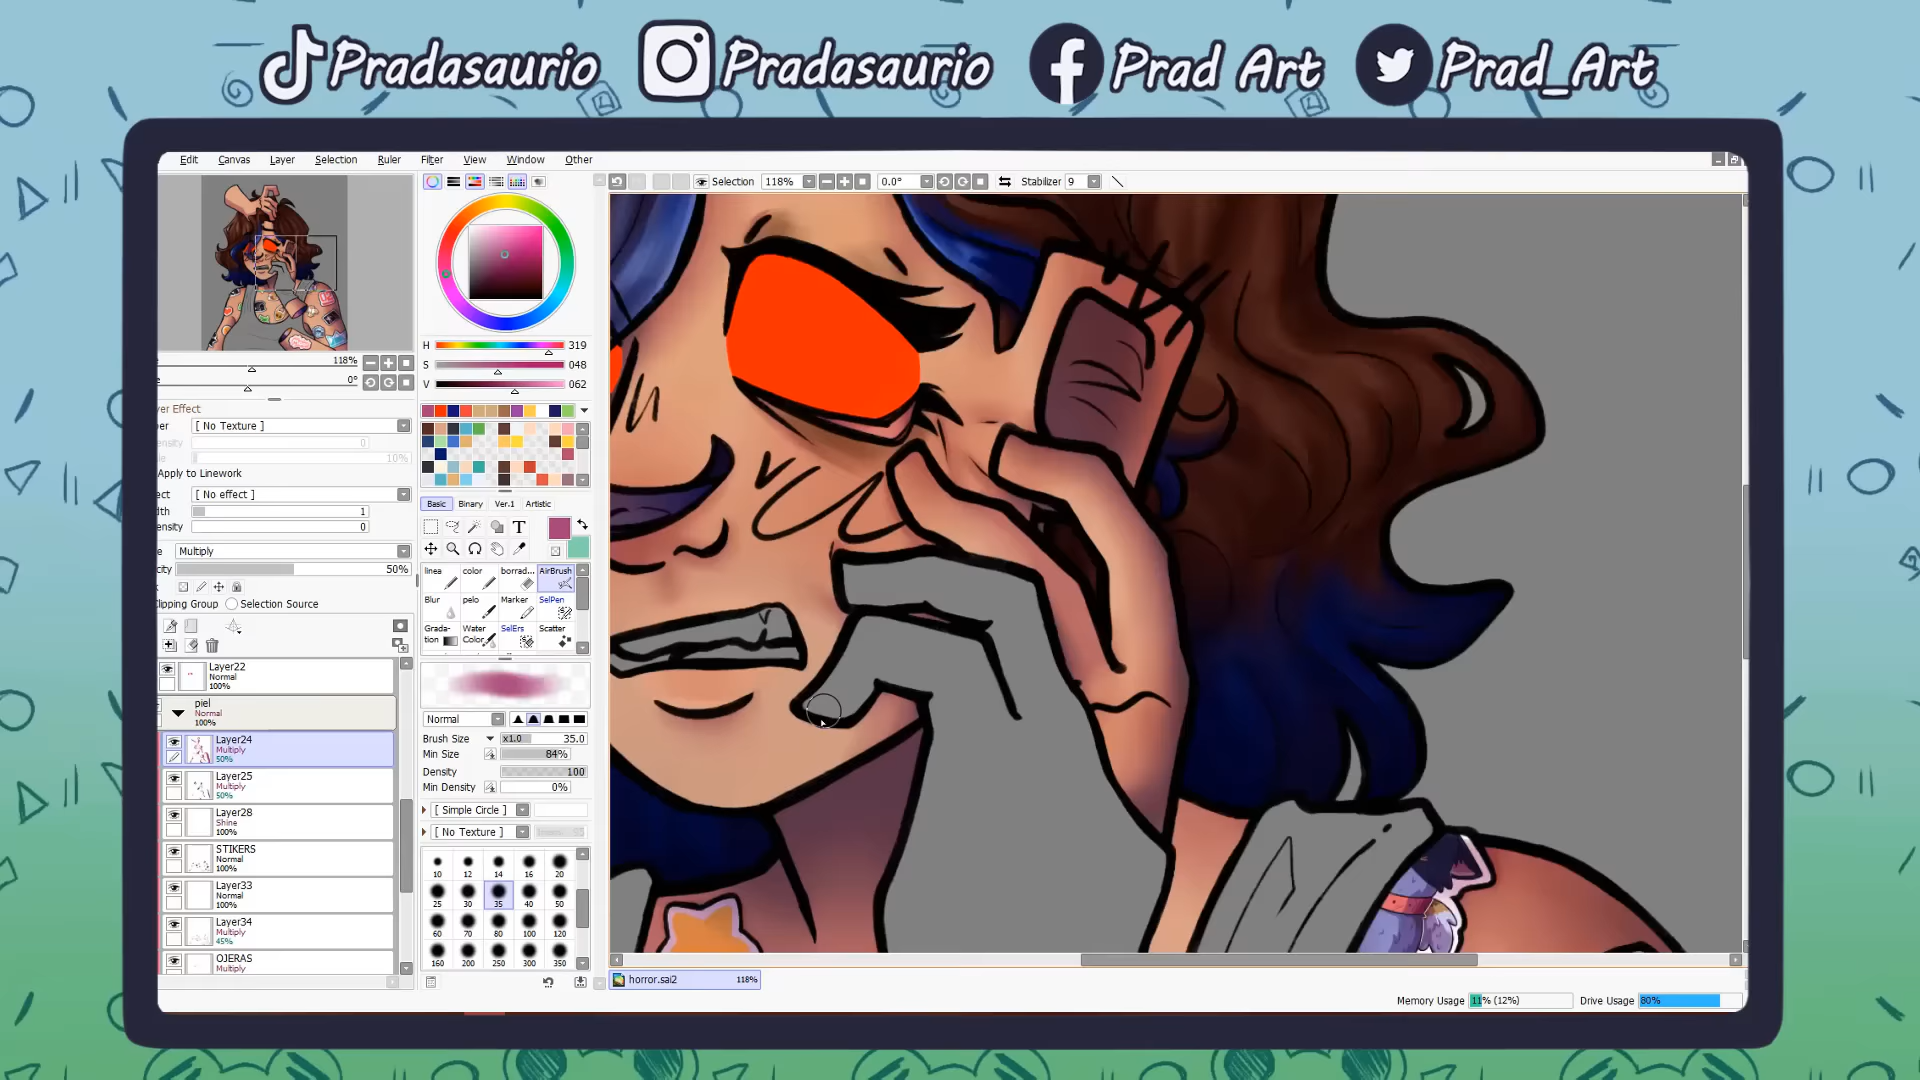 Pradasaurio Pradasaurio Prad Art Prad_Art
Edit Canvas Layer Selection Ruler Filter View Window Other
Selection 118% 0.0° Stabilizer 9
118%
0°
H 319
S 048
V 062
yer Effect
er [ No Texture ]
ensity 0
le 10%
Apply to Linework
ect [ No effect ]
dth 1
ensity 0
e Multiply
city 50%
lipping Group Selection Source
Basic Binary Ver.1 Artistic
T
linea color borrad... AirBrush
Blur pelo Marker SelPen
Grada-tion Water Color SelErs Scatter
Normal
Brush Size x1.0 35.0
Min Size 84%
Density 100
Min Density 0%
[ Simple Circle ]
[ No Texture ]
10 12 14 16 20
25 30 35 40 50
60 70 80 100 120
160 200 250 300 350
Layer22
Normal
100%
piel
Normal
100%
Layer24
Multiply
50%
Layer25
Multiply
50%
Layer28
Shine
100%
STIKERS
Normal
100%
Layer33
Normal
100%
Layer34
Multiply
45%
OJERAS
Multiply
horror.sai2 118%
Memory Usage 11% (12%) Drive Usage 80%